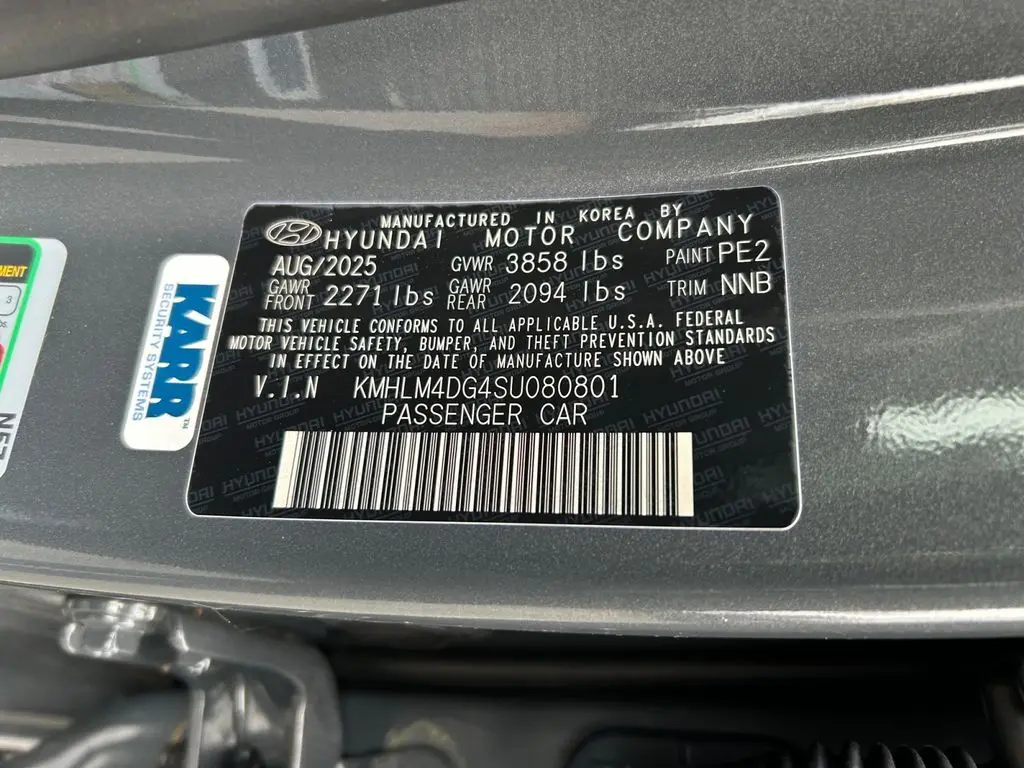 MANUFACTURED IN KOREA BY
HYUNDAI MOTOR COMPANY
AUG/2025 GVWR 3858 lbs PAINT PE2
GAWR FRONT 2271 lbs GAWR REAR 2094 lbs TRIM NNB
THIS VEHICLE CONFORMS TO ALL APPLICABLE U.S.A. FEDERAL
MOTOR VEHICLE SAFETY, BUMPER, AND THEFT PREVENTION STANDARDS
IN EFFECT ON THE DATE OF MANUFACTURE SHOWN ABOVE
V.I.N KMHLM4DG4SU080801
PASSENGER CAR
KARR™
SECURITY SYSTEMS
3